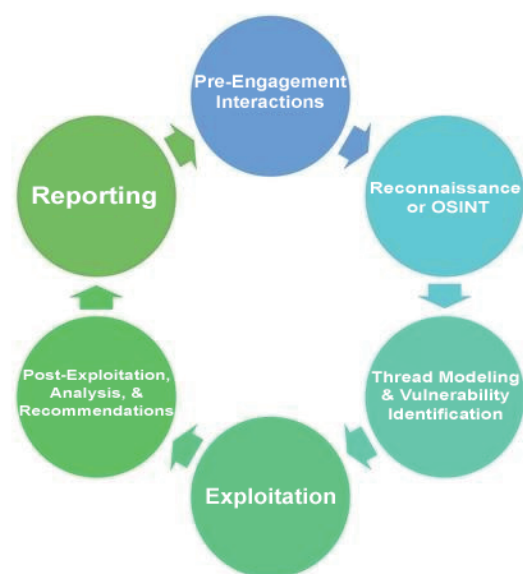 Pre-Engagement
Interactions
Reconnaissance
or OSINT
Thread Modeling
& Vulnerability
Identification
Exploitation
Post-Exploitation,
Analysis, &
Recommendations
Reporting